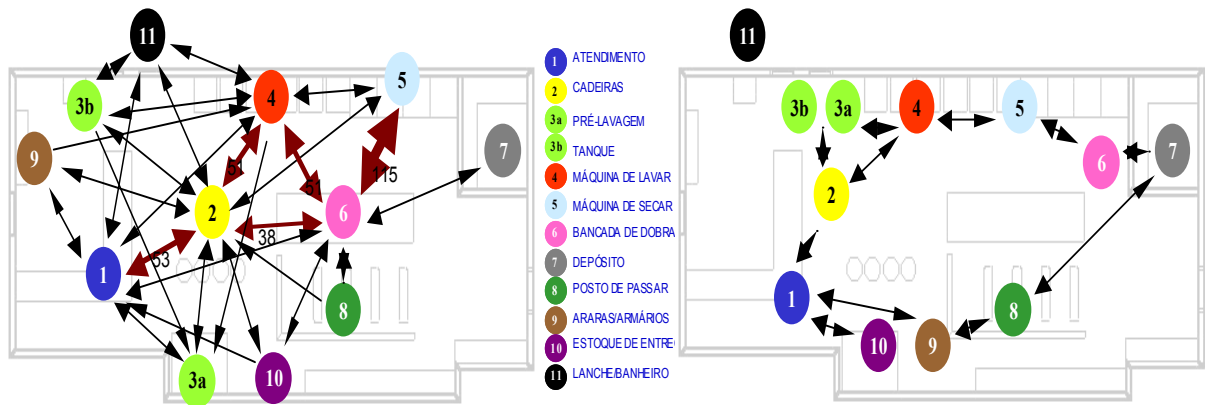 11
5
4
3b
9
7
51
51
115
2
6
38
53
1
8
3a
10
1 ATENDIMENTO
2 CADEIRAS
3a PRÉ-LAVAGEM
3b TANQUE
4 MÁQUINA DE LAVAR
5 MÁQUINA DE SECAR
6 BANCADA DE DOBRA
7 DEPÓSITO
8 POSTO DE PASSAR
9 ARARAS/ARMÁRIOS
10 ESTOQUE DE ENTRE
11 LANCHE/BANHEIRO
11
3b
3a
4
5
6
7
2
1
8
10
9